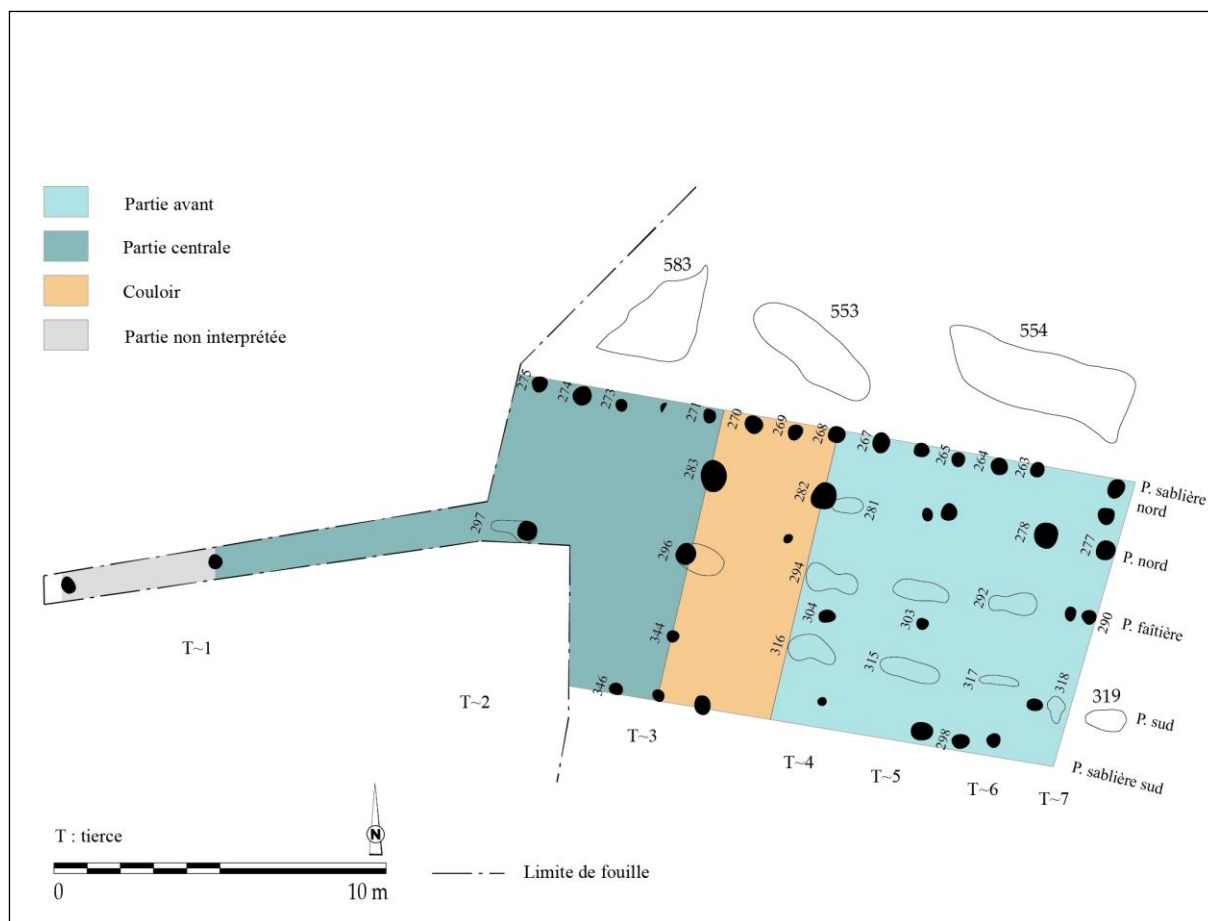 Partie avant
Partie centrale
Couloir
Partie non interprétée
583
553
554
275
274
273
271
270
269
268
267
265
264
263
P. sablière
nord
283
282
281
278
277
P. nord
297
296
294
292
290
P. faîtière
304
303
344
316
315
317
318
319
P. sud
346
298
P. sablière sud
T~1
T~2
T~3
T~4
T~5
T~6
T~7
T : tierce
N
0
10 m
Limite de fouille